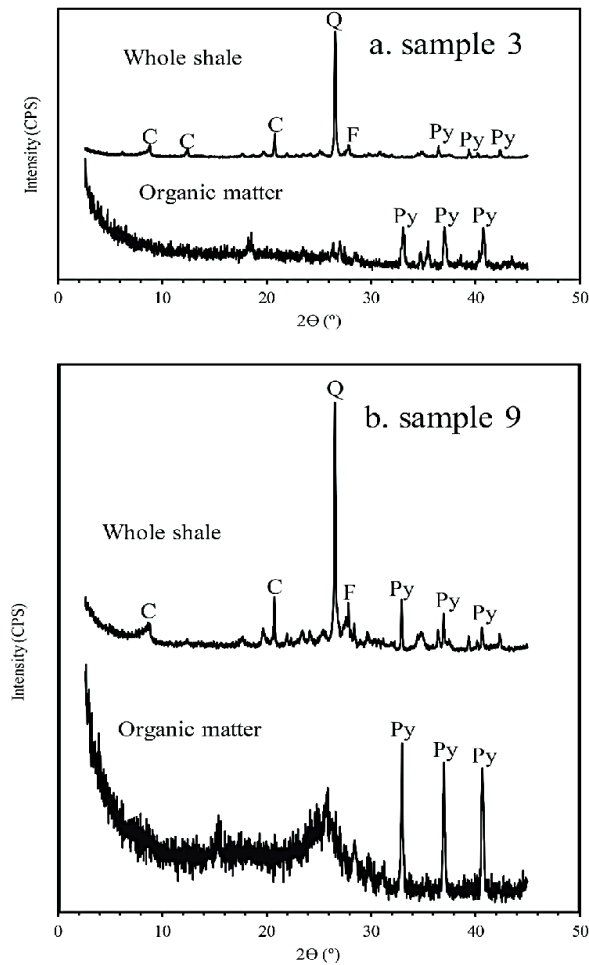 Q
a. sample 3
Whole shale
C C C F Py Py Py
Intensity (CPS)
Organic matter
Py Py Py
0 10 20 30 40 50
2Θ (º)
Q
b. sample 9
Whole shale
C C F Py Py Py
Intensity (CPS)
Organic matter
Py Py Py
0 10 20 30 40 50
2Θ (º)